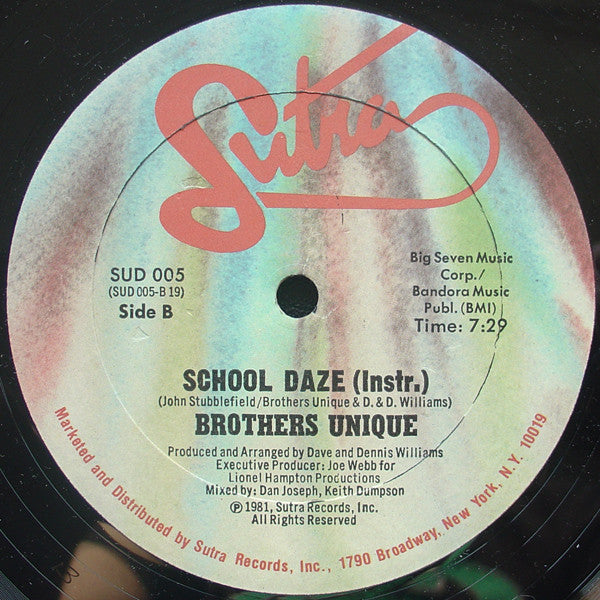 Sutra
SUD 005
(SUD 005-B 19)
Side B
Big Seven Music
Corp./
Bandora Music
Publ. (BMI)
Time: 7:29
SCHOOL DAZE (Instr.)
(John Stubblefield/Brothers Unique & D. & D. Williams)
BROTHERS UNIQUE
Produced and Arranged by Dave and Dennis Williams
Executive Producer: Joe Webb for
Lionel Hampton Productions
Mixed by: Dan Joseph, Keith Dumpson
℗ 1981, Sutra Records, Inc.
All Rights Reserved
Marketed and Distributed by Sutra Records, Inc., 1790 Broadway, New York, N.Y. 10019